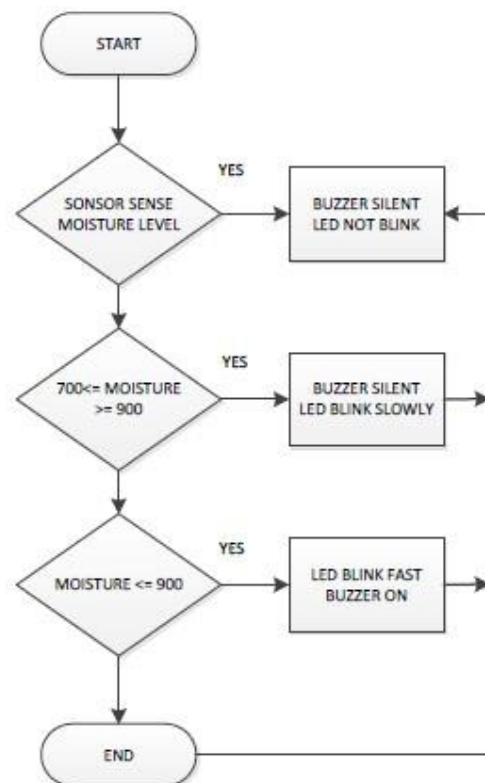 START
YES
SONSOR SENSE
MOISTURE LEVEL
BUZZER SILENT
LED NOT BLINK
YES
700<= MOISTURE
>= 900
BUZZER SILENT
LED BLINK SLOWLY
YES
MOISTURE <= 900
LED BLINK FAST
BUZZER ON
END